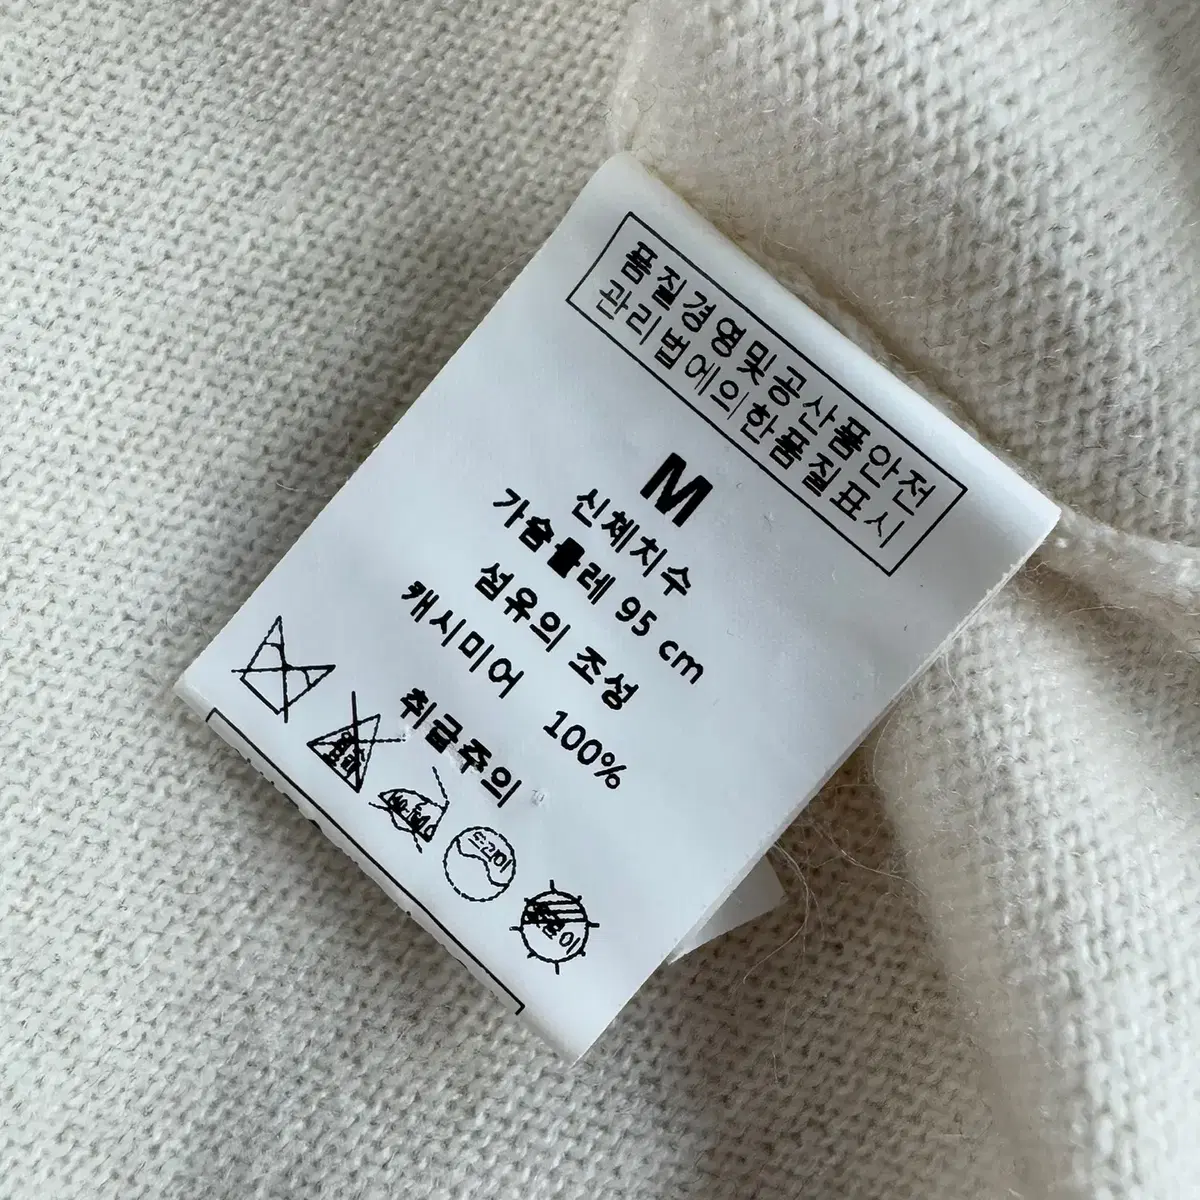 품질경영및공산품안전
관리법에의한품질표시
M
신체치수
가슴둘레 95 cm
섬유의 조성
캐시미어 100%
취급주의
드라이